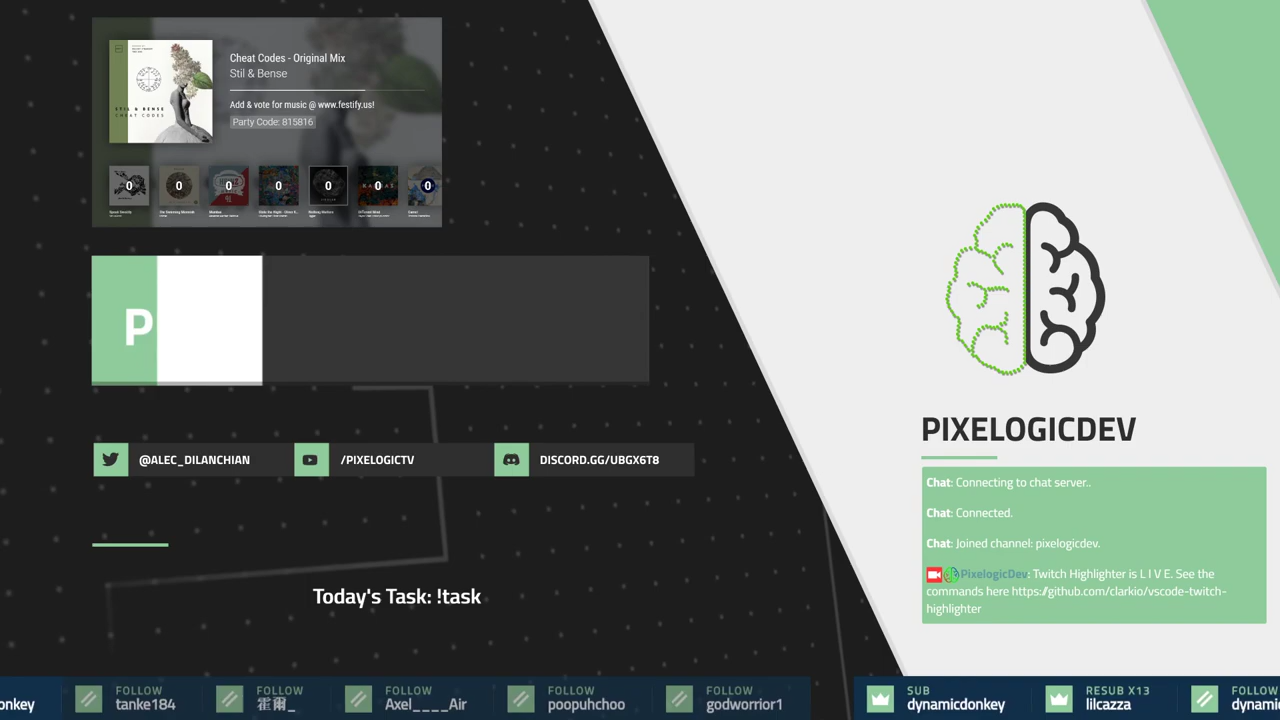 Cheat Codes - Original Mix
Stil & Bense
Add & vote for music @ www.festify.us!
Party Code: 815816
STIL & BENSE
CHEAT CODES
0 0 0 0 0 0 0
P
@ALEC_DILANCHIAN
/PIXELOGICTV
DISCORD.GG/UBGX6T8
Today's Task: !task
PIXELOGICDEV
Chat: Connecting to chat server..
Chat: Connected.
Chat: Joined channel: pixelogicdev.
PixelogicDev: Twitch Highlighter is L I V E. See the
commands here https://github.com/clarkio/vscode-twitch-
highlighter
onkey
FOLLOW
tanke184
FOLLOW
霍爾_
FOLLOW
Axel____Air
FOLLOW
poopuhchoo
FOLLOW
godworrior1
SUB
dynamicdonkey
RESUB X13
lilcazza
FOLLOW
dynami